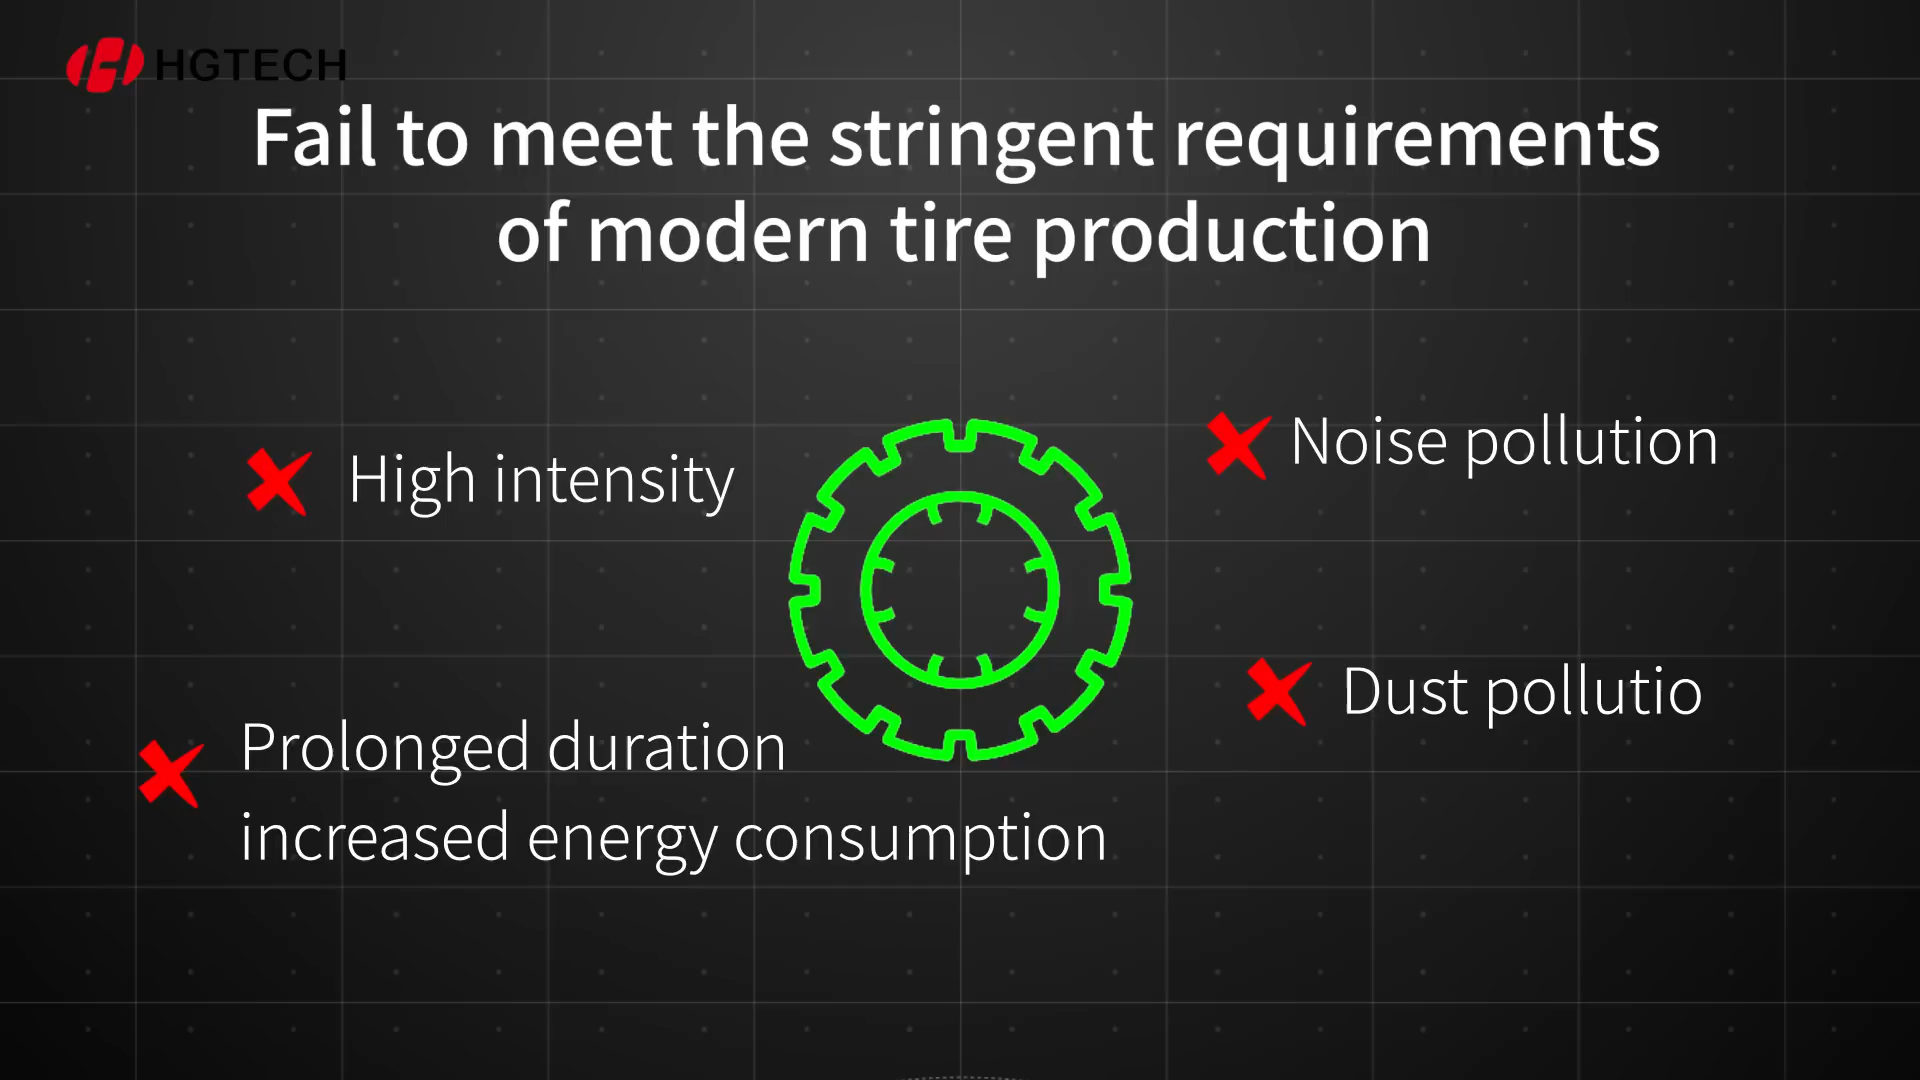 HGTECH
Fail to meet the stringent requirements
of modern tire production
High intensity
Noise pollution
Dust pollutio
Prolonged duration
increased energy consumption